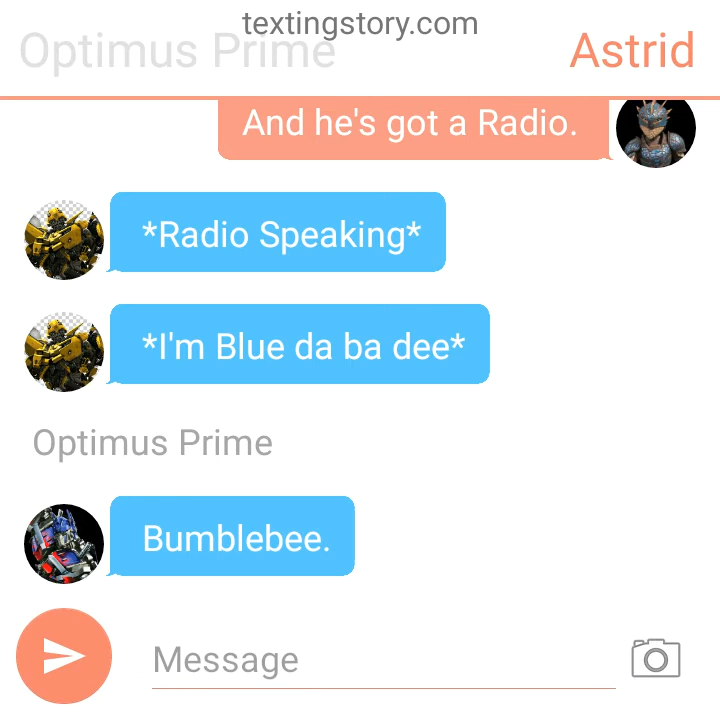 textingstory.com
Optimus Prime
Astrid
And he's got a Radio.
*Radio Speaking*
*I'm Blue da ba dee*
Optimus Prime
Bumblebee.
Message